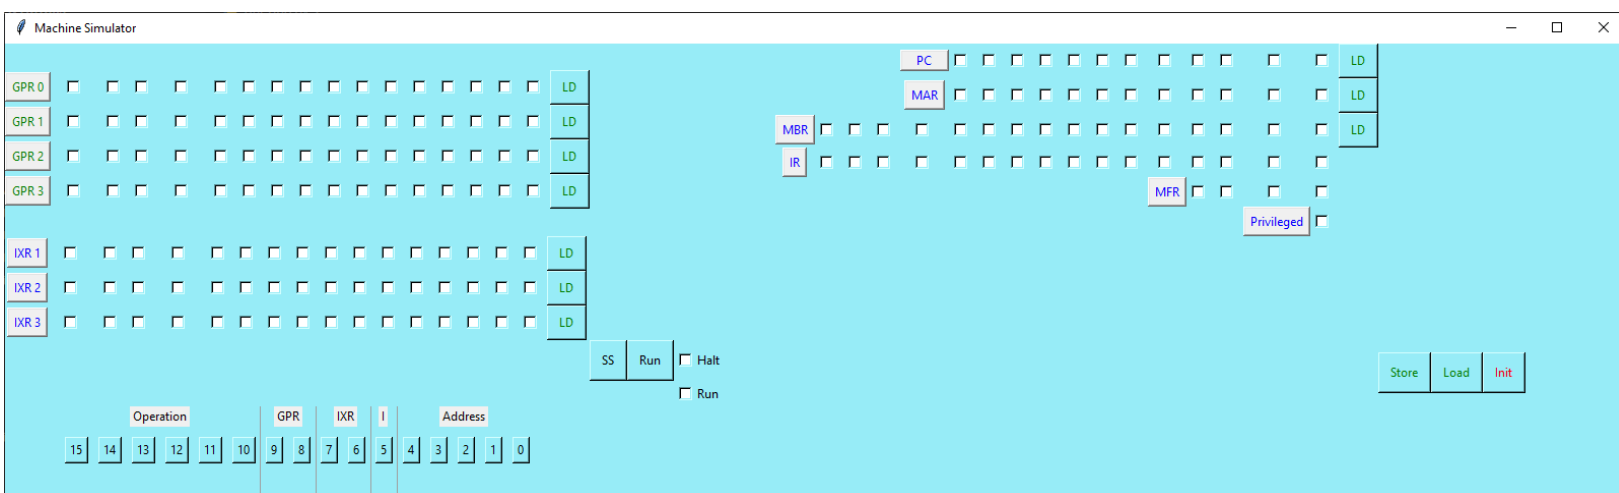 Machine Simulator
PC LD
GPR 0 LD
MAR LD
GPR 1 LD
MBR LD
GPR 2 LD
IR
GPR 3 LD
MFR
Privileged
IXR 1 LD
IXR 2 LD
IXR 3 LD
SS Run Halt
Store Load Init
Run
Operation GPR IXR I Address
15 14 13 12 11 10 9 8 7 6 5 4 3 2 1 0